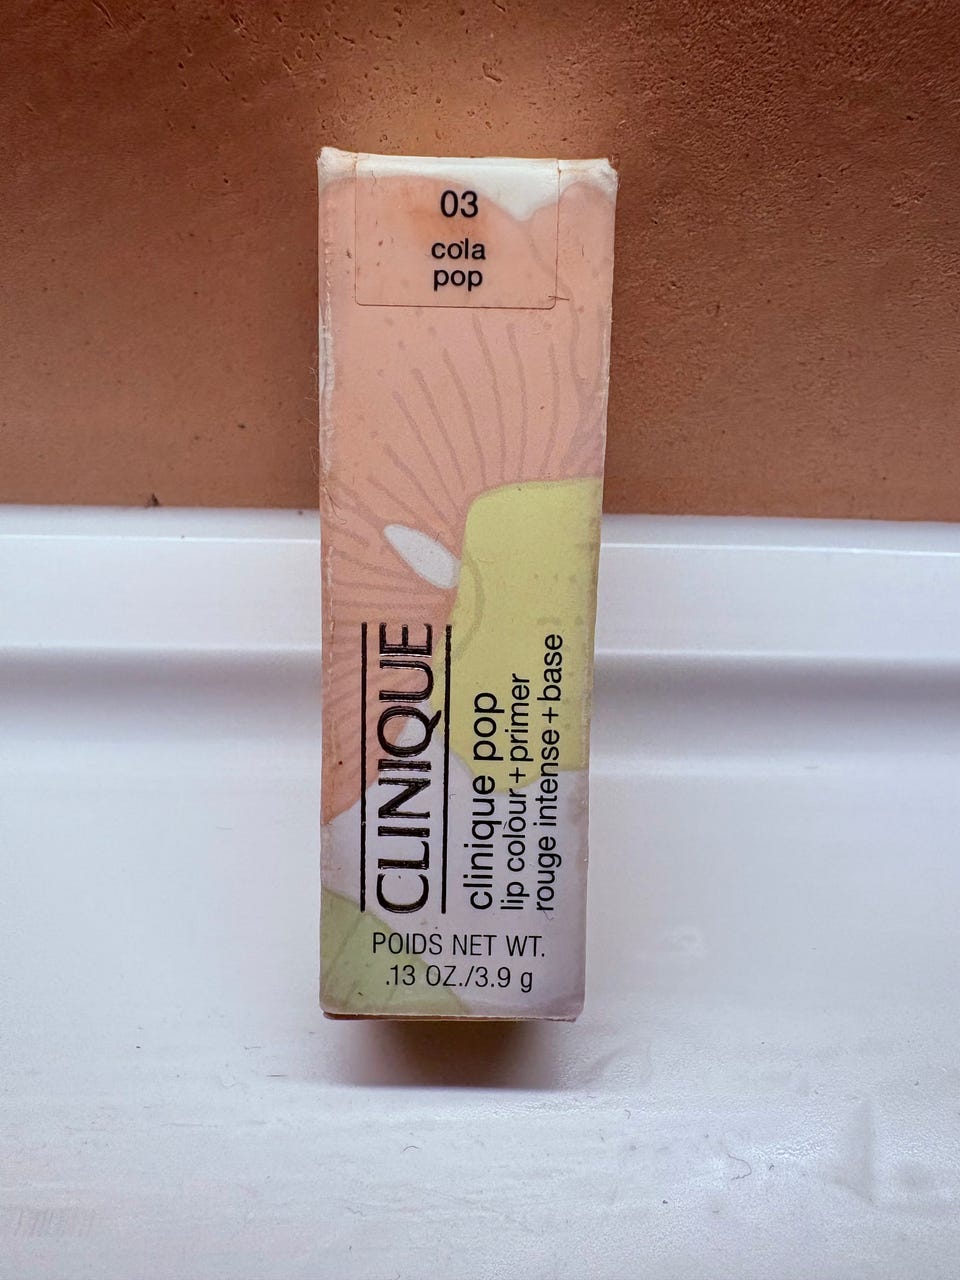 03
cola
pop
CLINIQUE
clinique pop
lip colour + primer
rouge intense + base
POIDS NET WT.
.13 OZ./3.9 g